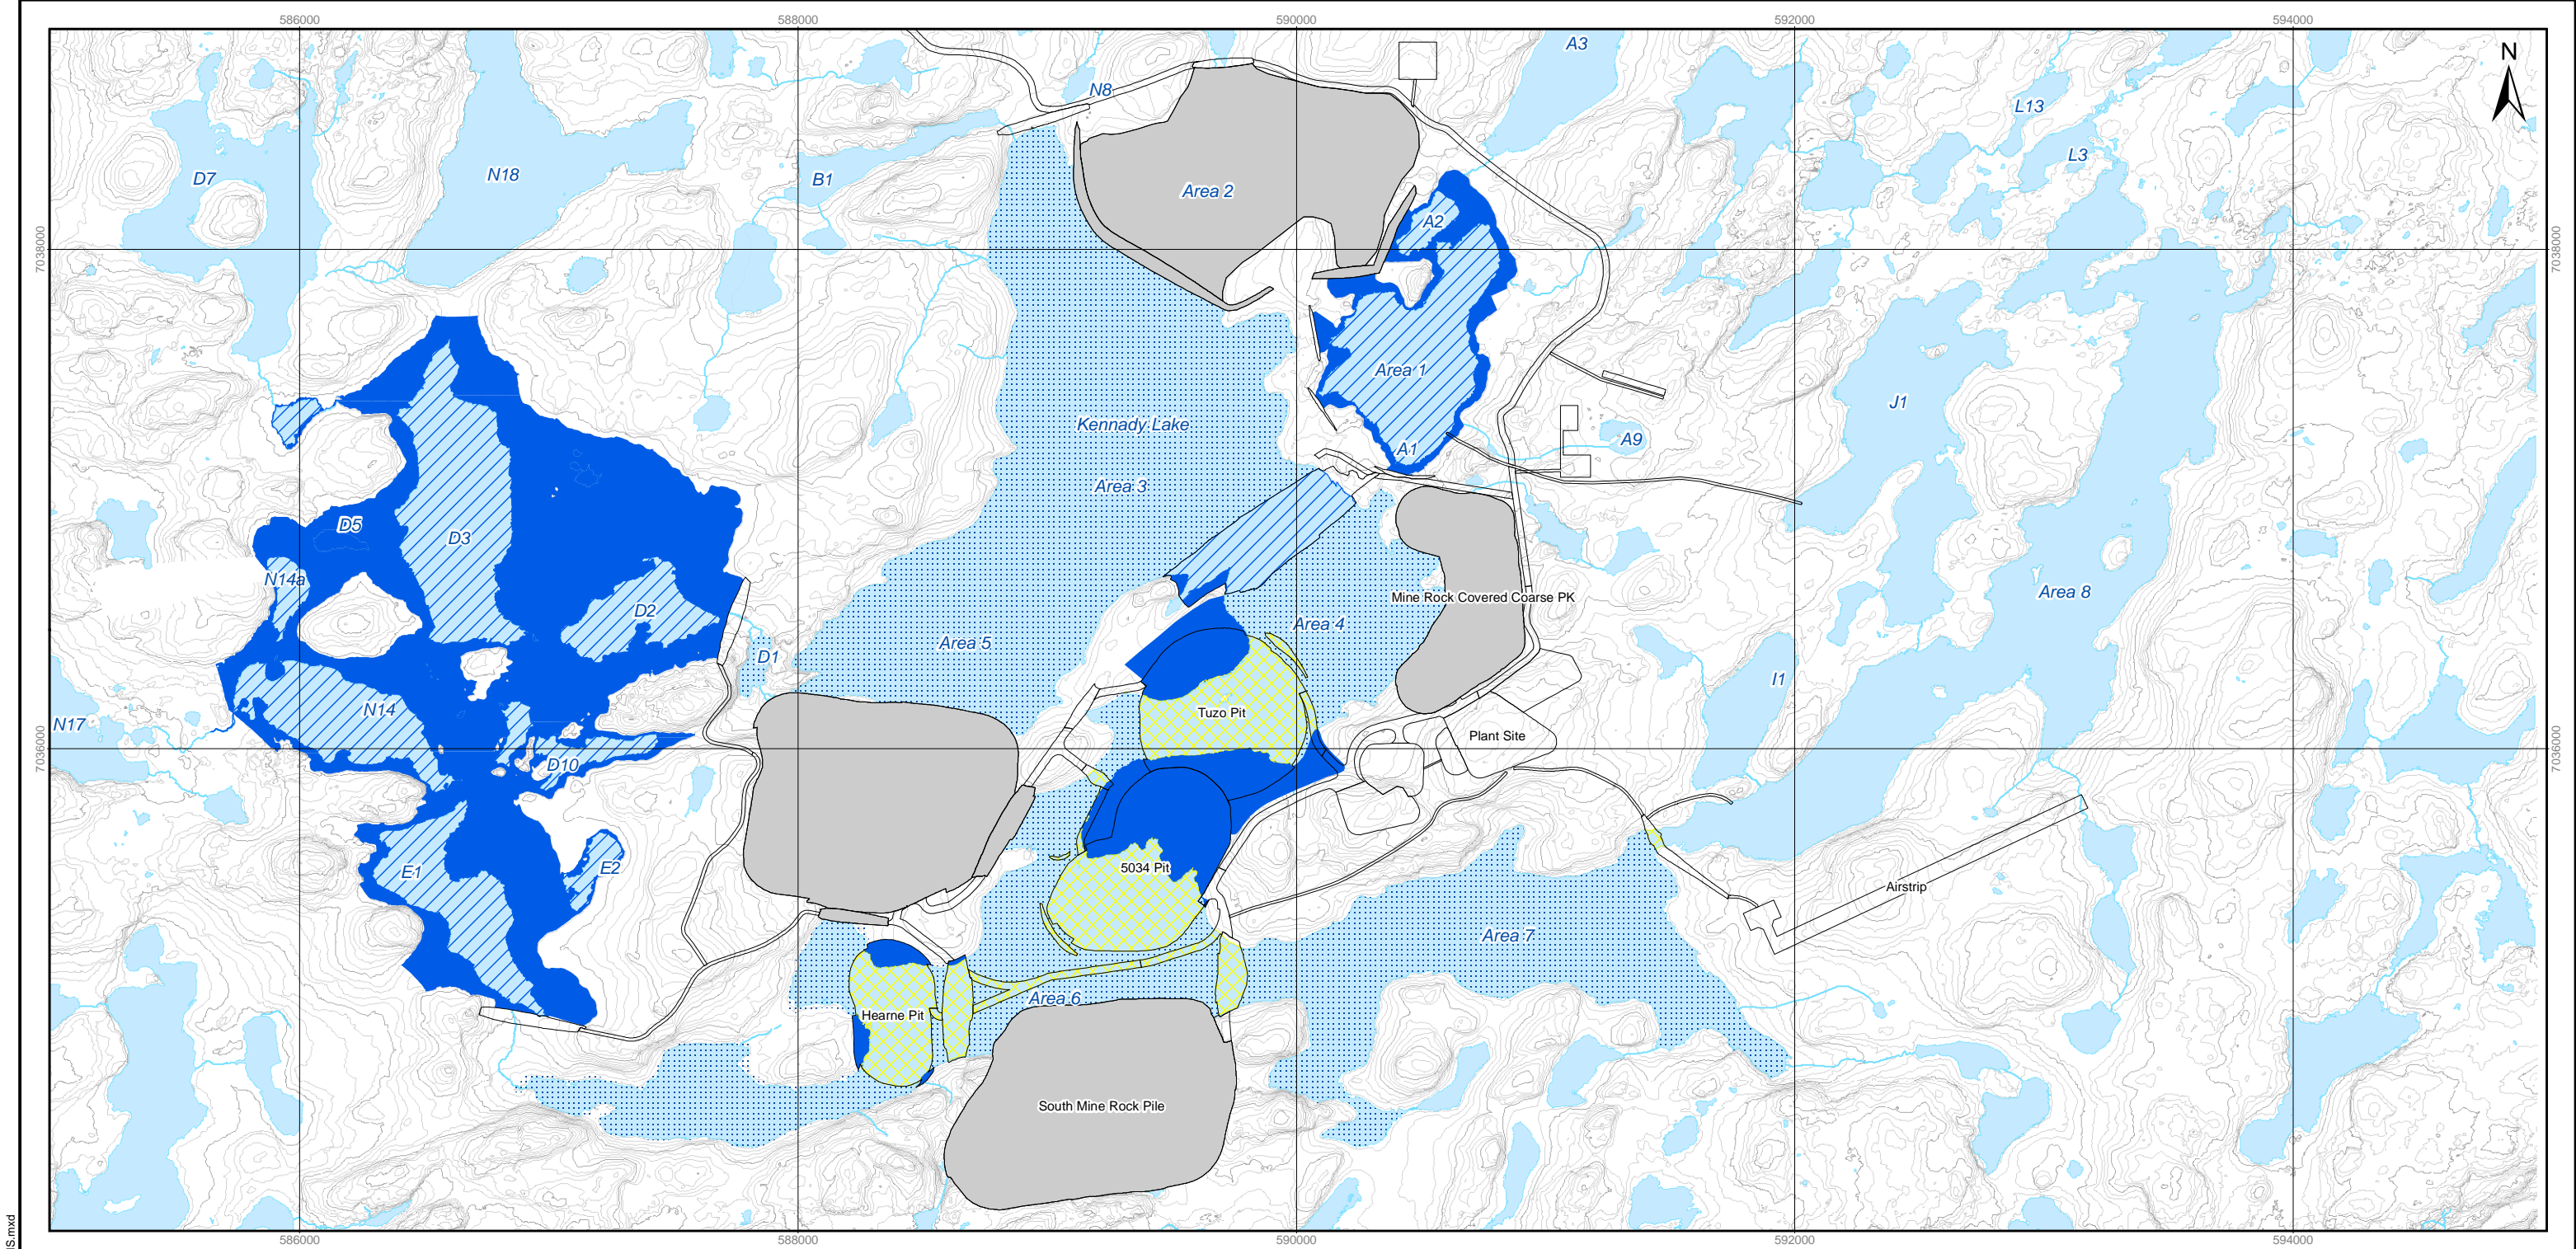 586000
588000
590000
592000
594000
N
A3
N8
L13
L3
D7
N18
B1
Area 2
A2
7038000
7038000
Area 1
J1
Kennady Lake
A9
A1
Area 3
D5
D3
N14a
Area 8
Mine Rock Covered Coarse PK
D2
Area 4
Area 5
D1
I1
N14
Tuzo Pit
N17
Plant Site
7036000
7036000
D10
E2
5034 Pit
E1
Airstrip
Area 7
Area 6
Hearne Pit
South Mine Rock Pile
IS.mxd
586000
588000
590000
592000
594000